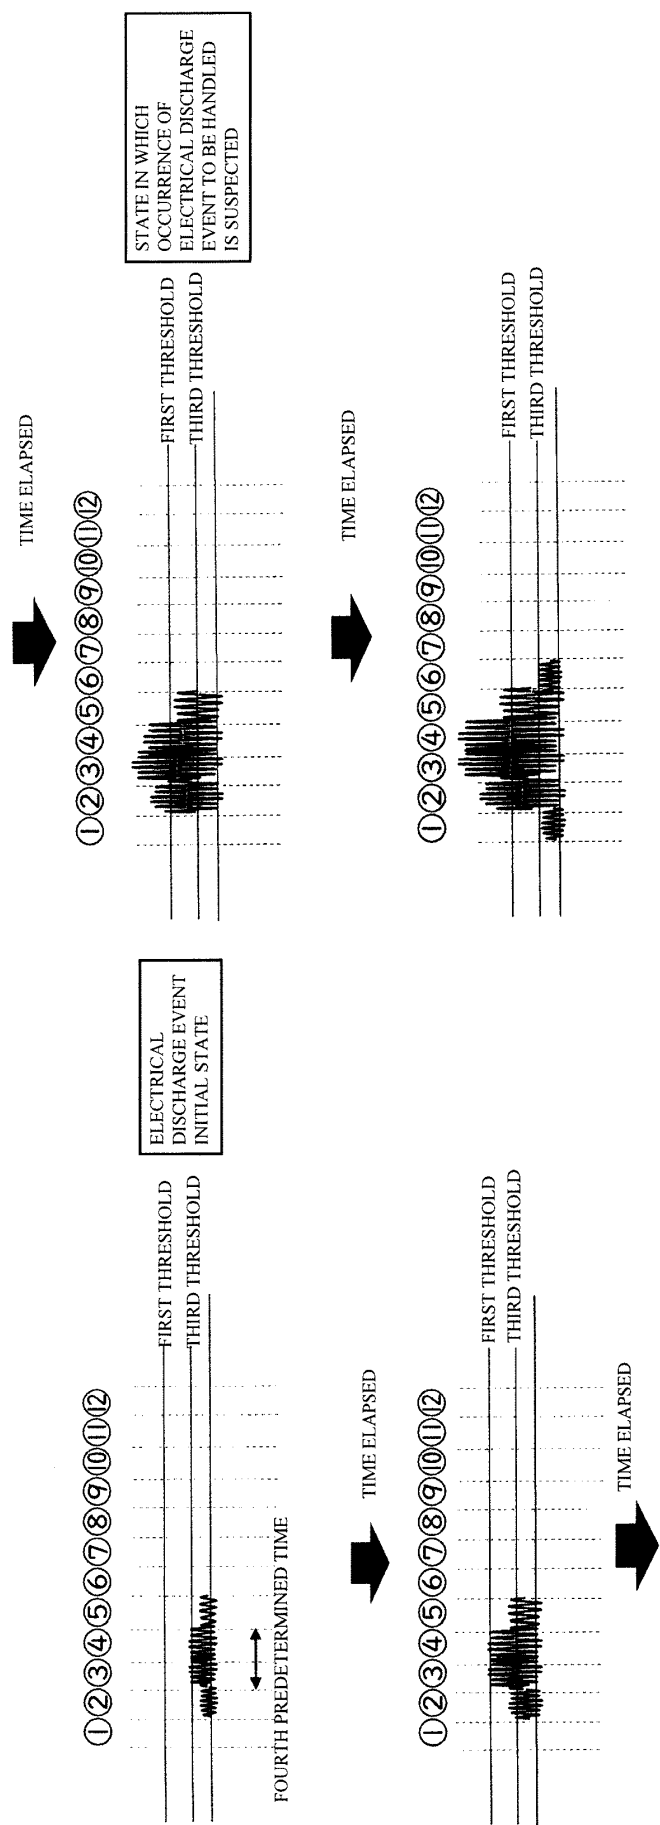 ①②③④⑤⑥⑦⑧⑨⑩⑪⑫
FIRST THRESHOLD
THIRD THRESHOLD
ELECTRICAL
DISCHARGE EVENT
INITIAL STATE
FOURTH PREDETERMINED TIME
TIME ELAPSED
①②③④⑤⑥⑦⑧⑨⑩⑪⑫
FIRST THRESHOLD
THIRD THRESHOLD
TIME ELAPSED
TIME ELAPSED
①②③④⑤⑥⑦⑧⑨⑩⑪⑫
FIRST THRESHOLD
THIRD THRESHOLD
STATE IN WHICH
OCCURRENCE OF
ELECTRICAL DISCHARGE
EVENT TO BE HANDLED
IS SUSPECTED
TIME ELAPSED
①②③④⑤⑥⑦⑧⑨⑩⑪⑫
FIRST THRESHOLD
THIRD THRESHOLD